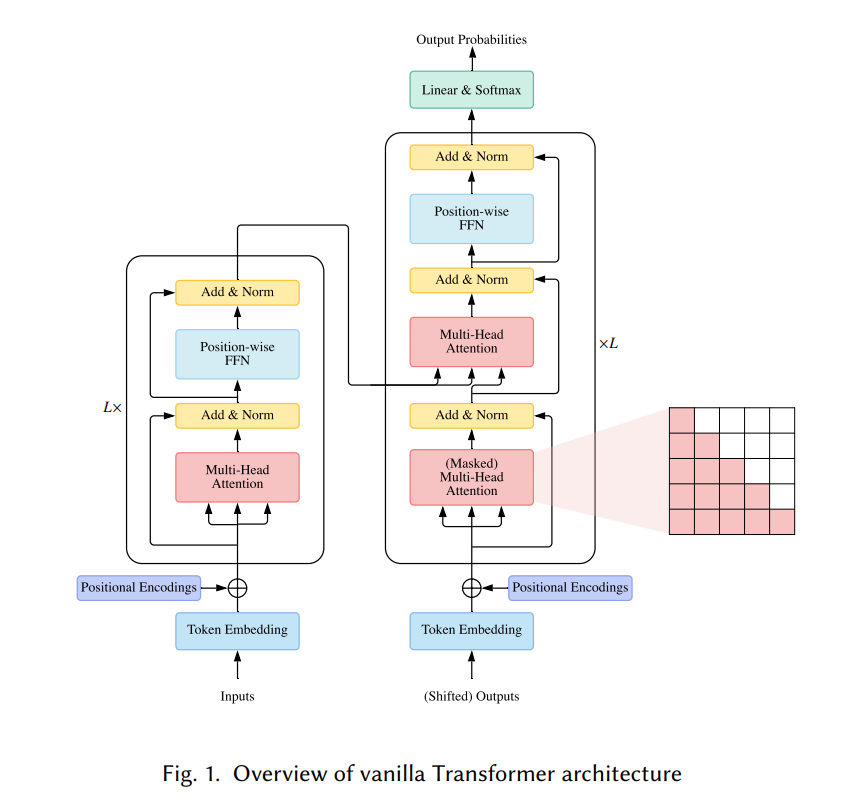 Output Probabilities
Linear & Softmax
Add & Norm
Position-wise
FFN
Add & Norm
Multi-Head
Attention
×L
Add & Norm
(Masked)
Multi-Head
Attention
Positional Encodings
Token Embedding
(Shifted) Outputs
Add & Norm
Position-wise
FFN
L×
Add & Norm
Multi-Head
Attention
Positional Encodings
Token Embedding
Inputs
Fig. 1. Overview of vanilla Transformer architecture